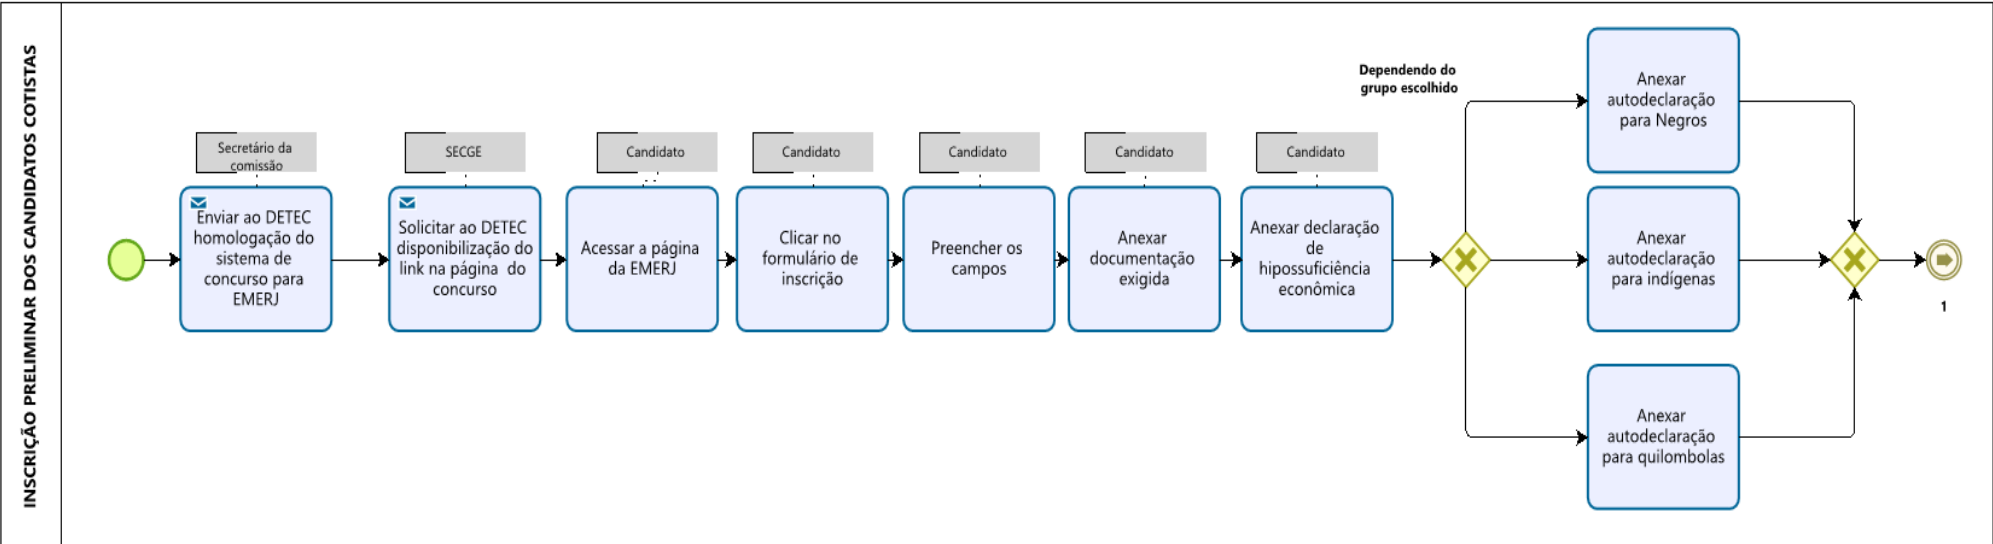 INSCRIÇÃO PRELIMINAR DOS CANDIDATOS COTISTAS
Secretário da
comissão
Enviar ao DETEC
homologação do
sistema de
concurso para
EMERJ
SECGE
Solicitar ao DETEC
disponibilização do
link na página do
concurso
Candidato
Acessar a página
da EMERJ
Candidato
Clicar no
formulário de
inscrição
Candidato
Preencher os
campos
Candidato
Anexar
documentação
exigida
Candidato
Anexar declaração
de
hipossuficiência
econômica
Dependendo do
grupo escolhido
Anexar
autodeclaração
para Negros
Anexar
autodeclaração
para indígenas
Anexar
autodeclaração
para quilombolas
1